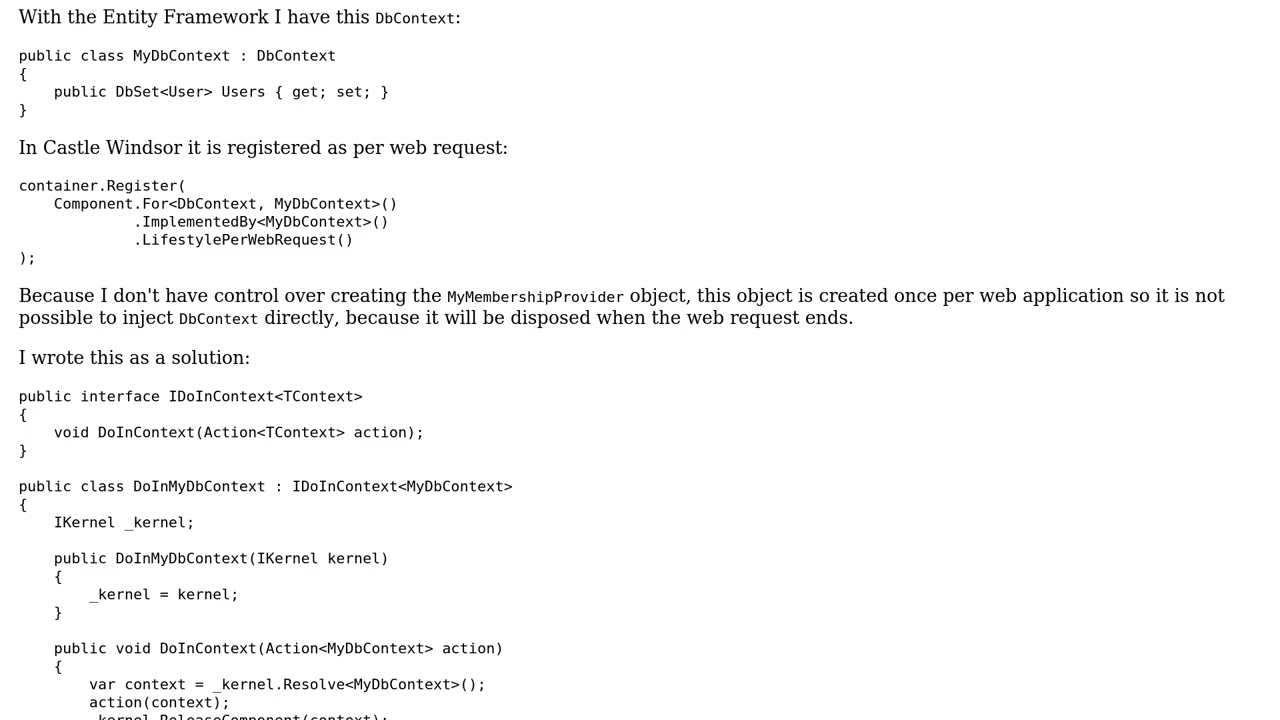 With the Entity Framework I have this DbContext:
public class MyDbContext : DbContext
{
    public DbSet<User> Users { get; set; }
}
In Castle Windsor it is registered as per web request:
container.Register(
    Component.For<DbContext, MyDbContext>()
             .ImplementedBy<MyDbContext>()
             .LifestylePerWebRequest()
);
Because I don't have control over creating the MyMembershipProvider object, this object is created once per web application so it is not
possible to inject DbContext directly, because it will be disposed when the web request ends.
I wrote this as a solution:
public interface IDoInContext<TContext>
{
    void DoInContext(Action<TContext> action);
}
public class DoInMyDbContext : IDoInContext<MyDbContext>
{
    IKernel _kernel;
    public DoInMyDbContext(IKernel kernel)
    {
        _kernel = kernel;
    }
    public void DoInContext(Action<MyDbContext> action)
    {
        var context = _kernel.Resolve<MyDbContext>();
        action(context);
        _kernel.ReleaseComponent(context);